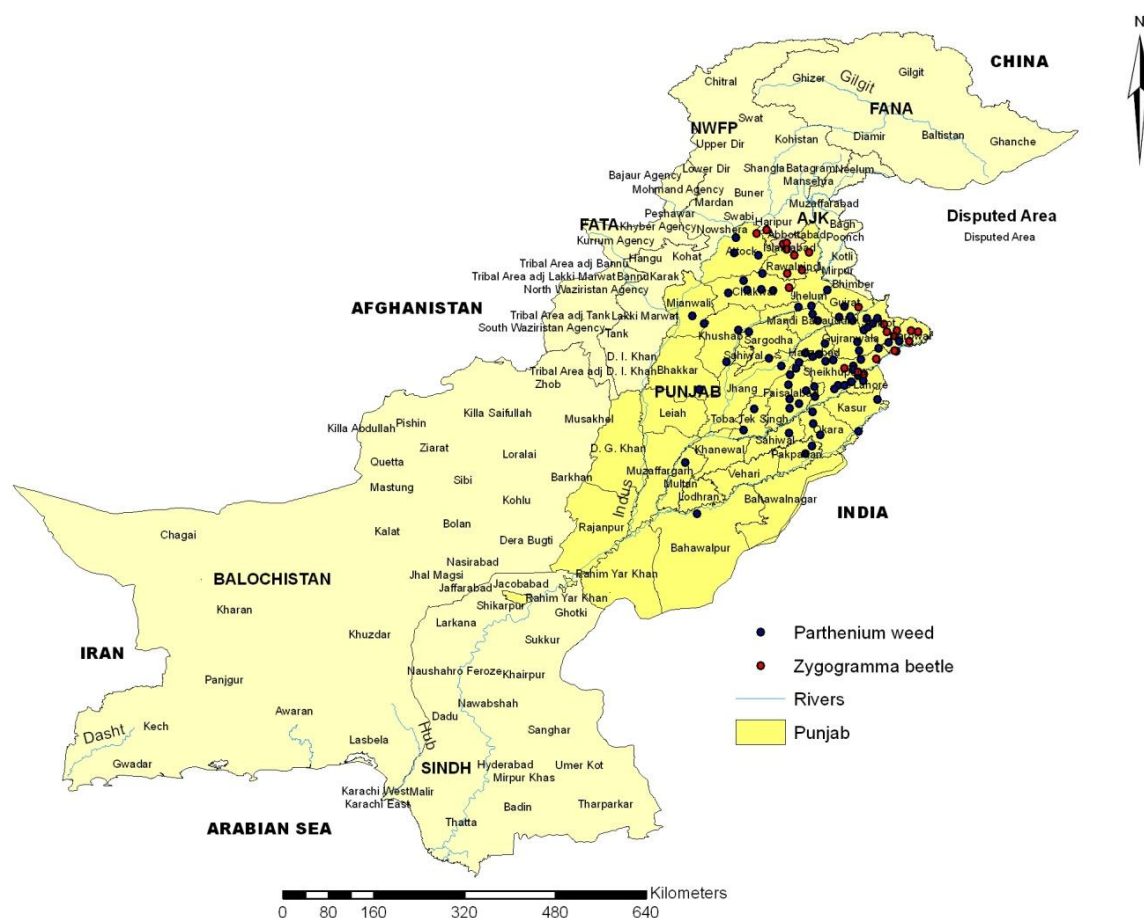 N
CHINA
Chitral
Ghizer
Gilgit
Gilgit
FANA
Swat
NWFP
Upper Dir
Kohistan
Diamir
Baltistan
Ghanche
Bajaur Agency
Lower Dir
Shangla
Batagram
Neelum
Mansehra
Mohmand Agency
Buner
Mardan
Muzaffarabad
Peshawar
Swabi
Haripur
AJK
Disputed Area
Disputed Area
FATA
Khyber Agency
Nowshera
Abbottabad
Bagh
Poonch
Kurrum Agency
Islamabad
Hangu
Kohat
Attock
Kotli
Tribal Area adj Bannu
Rawalpindi
Mirpur
Tribal Area adj Lakki Marwat
Bannu
Karak
Bhimber
North Waziristan Agency
Chakwal
Jhelum
AFGHANISTAN
Mianwali
Gujrat
Tribal Area adj Tank
Lakki Marwat
Mandi Bahauddin
South Waziristan Agency
Tank
Khushab
Sargodha
Gujranwala
D. I. Khan
Sahiwal
Tribal Area adj D. I. Khan
Bhakkar
Sheikhupura
Zhob
PUNJAB
Jhang
Faisalabad
Lahore
Killa Saifullah
Musakhel
Leiah
Kasur
Killa Abdullah
Pishin
Toba Tek Singh
Okara
Ziarat
D. G. Khan
Khanewal
Sahiwal
Loralai
Pakpattan
Quetta
Muzaffargarh
Vehari
Mastung
Sibi
Barkhan
Multan
Kohlu
Indus
Lodhran
Bahawalnagar
INDIA
Chagai
Kalat
Bolan
Rajanpur
Dera Bugti
Bahawalpur
BALOCHISTAN
Nasirabad
Jhal Magsi
Rahim Yar Khan
Jacobabad
Jaffarabad
Kharan
Shikarpur
Rahim Yar Khan
Larkana
Ghotki
Khuzdar
Sukkur
IRAN
Naushahro Feroze
Khairpur
Panjgur
Nawabshah
Awaran
Dadu
Dasht
Kech
Hub
Sanghar
Lasbela
Gwadar
SINDH
Hyderabad
Umer Kot
Mirpur Khas
Karachi West
Malir
Karachi East
Badin
Tharparkar
ARABIAN SEA
Thatta
Parthenium weed
Zygogramma beetle
Rivers
Punjab
Kilometers
0 80 160 320 480 640